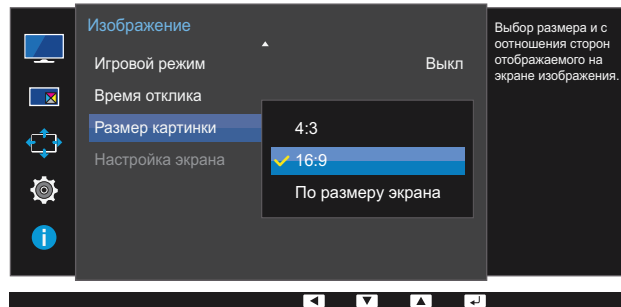 Изображение
Игровой режим Выкл
Время отклика
Размер картинки
Настройка экрана
4:3
16:9
По размеру экрана
Выбор размера и с
оотношения сторон
отображаемого на
экране изображения.